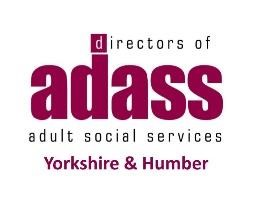 directors of
adass
adult social services
Yorkshire & Humber